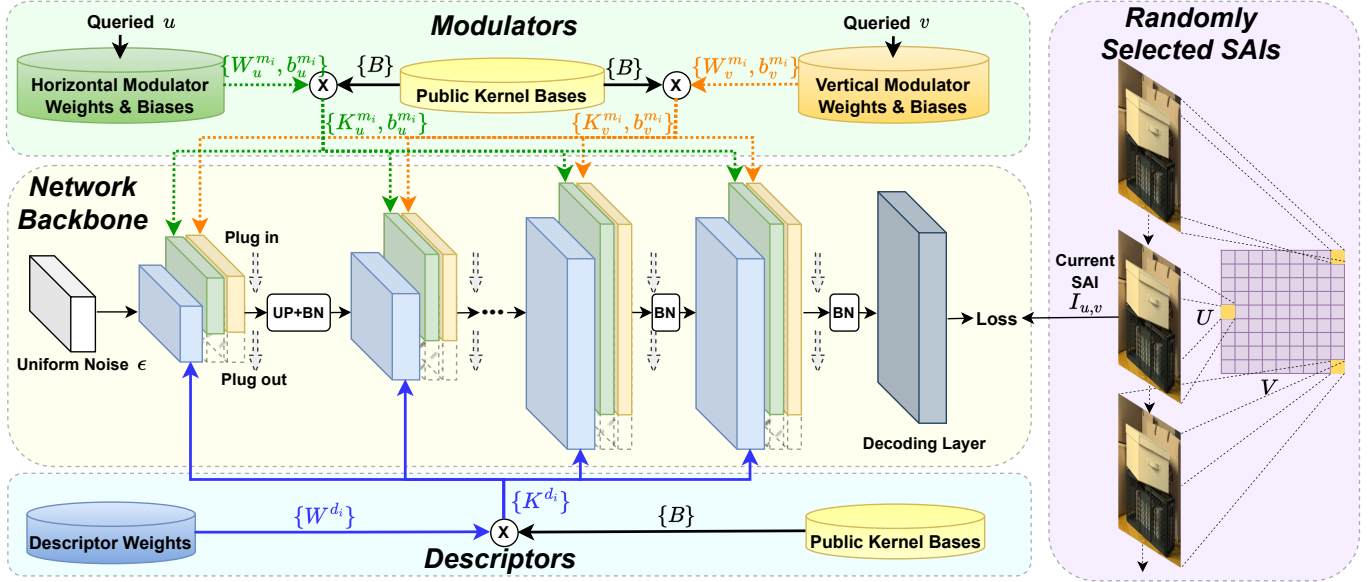 Queried u
Modulators
Queried v
Horizontal Modulator
Weights & Biases
{W_u^{m_i}, b_u^{m_i}}
X
{B}
Public Kernel Bases
{B}
X
{W_v^{m_i}, b_v^{m_i}}
Vertical Modulator
Weights & Biases
{K_u^{m_i}, b_u^{m_i}}
{K_v^{m_i}, b_v^{m_i}}
Randomly
Selected SAIs
Network
Backbone
Plug in
UP+BN
BN
BN
Uniform Noise ϵ
Plug out
Decoding Layer
Loss
Current
SAI
I_{u,v}
U
V
{W^{d_i}}
{K^{d_i}}
{B}
Descriptor Weights
X
Public Kernel Bases
Descriptors